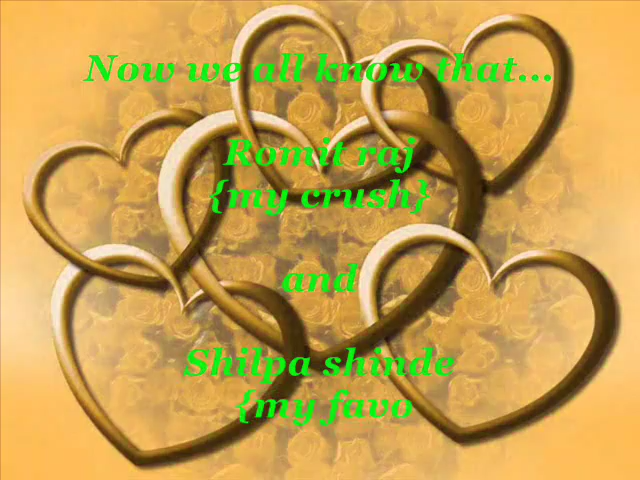 Now we all know that...
Romit raj
{my crush}
and
Shilpa shinde
{my favo